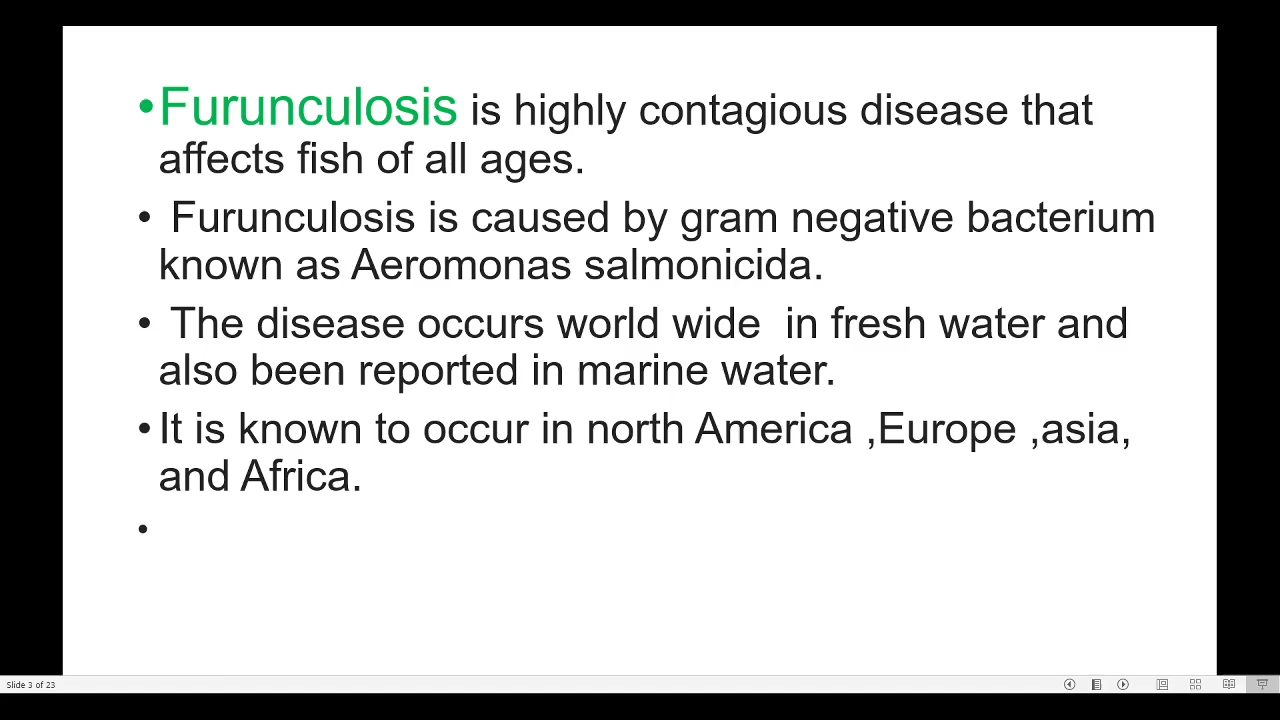 •Furunculosis is highly contagious disease that
affects fish of all ages.
• Furunculosis is caused by gram negative bacterium
known as Aeromonas salmonicida.
• The disease occurs world wide  in fresh water and
also been reported in marine water.
•It is known to occur in north America ,Europe ,asia,
and Africa.
•
Slide 3 of 23